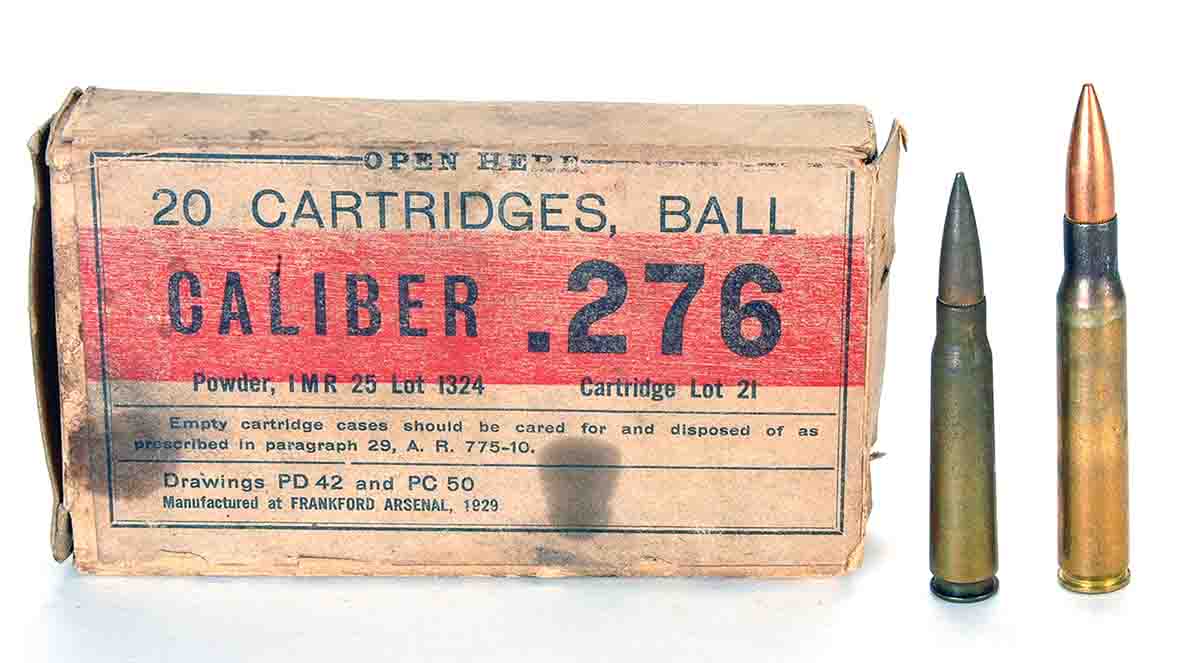 OPEN HERE
20 CARTRIDGES, BALL
CALIBER .276
Powder, IMR 25 Lot 1324 Cartridge Lot 21
Empty cartridge cases should be cared for and disposed of as
prescribed in paragraph 29, A. R. 775-10.
Drawings PD 42 and PC 50
Manufactured at FRANKFORD ARSENAL, 1929